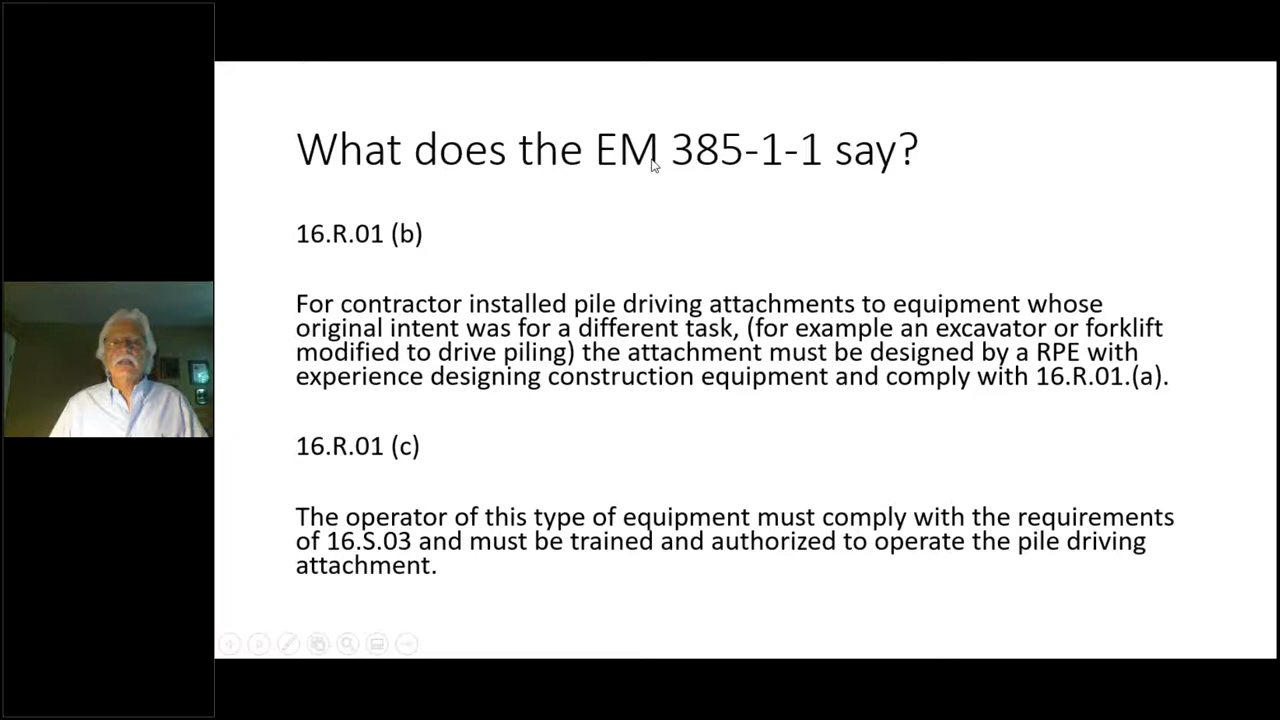 What does the EM 385-1-1 say?
16.R.01 (b)
For contractor installed pile driving attachments to equipment whose
original intent was for a different task, (for example an excavator or forklift
modified to drive piling) the attachment must be designed by a RPE with
experience designing construction equipment and comply with 16.R.01.(a).
16.R.01 (c)
The operator of this type of equipment must comply with the requirements
of 16.S.03 and must be trained and authorized to operate the pile driving
attachment.